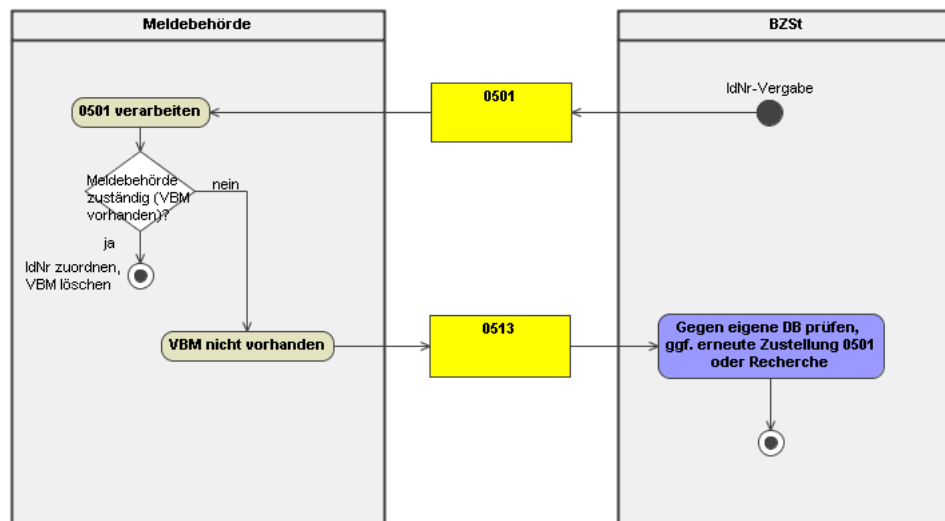 Meldebehörde
BZSt
0501
IdNr-Vergabe
0501 verarbeiten
Meldebehörde
zuständig (VBM
vorhanden)?
nein
ja
IdNr zuordnen,
VBM löschen
VBM nicht vorhanden
0513
Gegen eigene DB prüfen,
ggf. erneute Zustellung 0501
oder Recherche